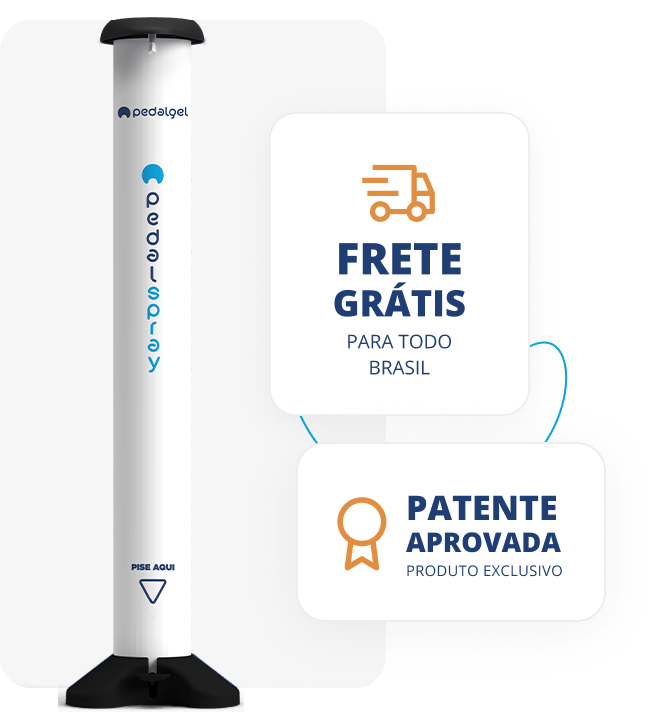 pedalgel
pedalspray
PISE AQUI
FRETE
GRÁTIS
PARA TODO
BRASIL
PATENTE
APROVADA
PRODUTO EXCLUSIVO